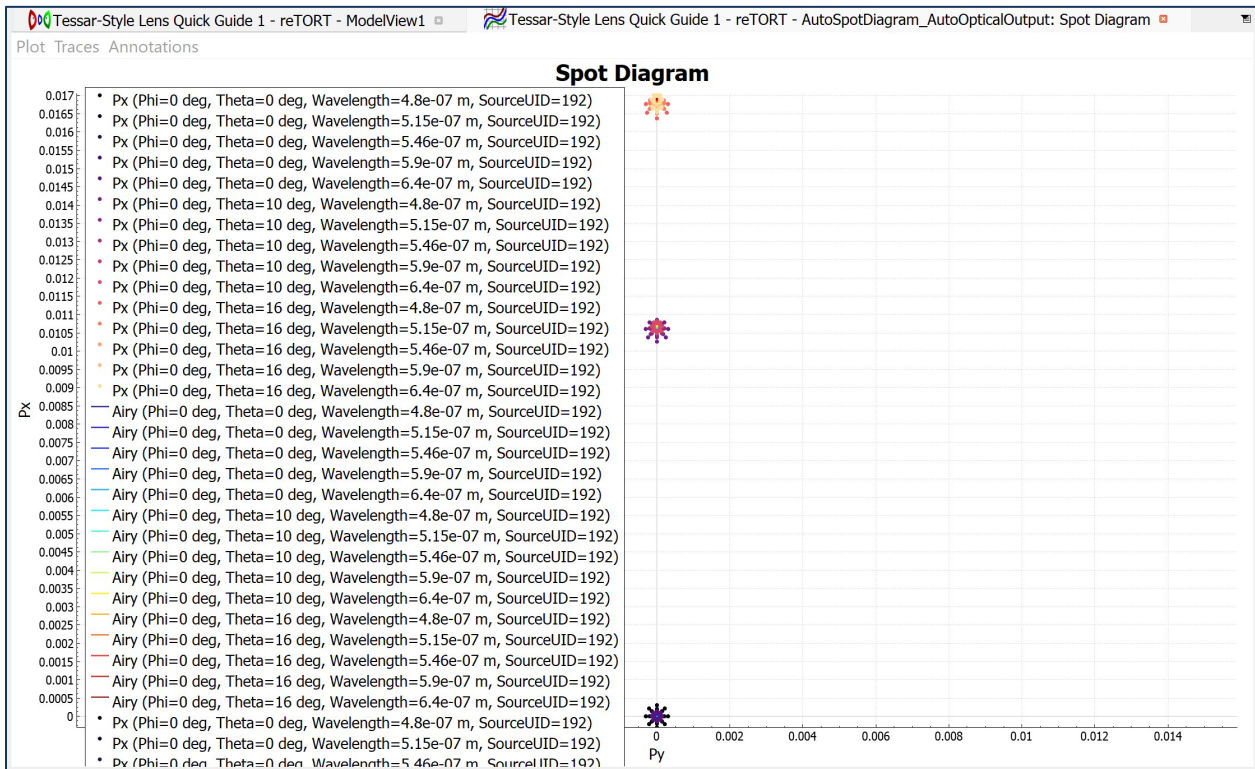 Tessar-Style Lens Quick Guide 1 - reTORT - ModelView1
Tessar-Style Lens Quick Guide 1 - reTORT - AutoSpotDiagram_AutoOpticalOutput: Spot Diagram
Plot Traces Annotations
Spot Diagram
0.017
0.0165
0.016
0.0155
0.015
0.0145
0.014
0.0135
0.013
0.0125
0.012
0.0115
0.011
0.0105
0.01
0.0095
0.009
0.0085
0.008
0.0075
0.007
0.0065
0.006
0.0055
0.005
0.0045
0.004
0.0035
0.003
0.0025
0.002
0.0015
0.001
0.0005
0
Px
Px (Phi=0 deg, Theta=0 deg, Wavelength=4.8e-07 m, SourceUID=192)
Px (Phi=0 deg, Theta=0 deg, Wavelength=5.15e-07 m, SourceUID=192)
Px (Phi=0 deg, Theta=0 deg, Wavelength=5.46e-07 m, SourceUID=192)
Px (Phi=0 deg, Theta=0 deg, Wavelength=5.9e-07 m, SourceUID=192)
Px (Phi=0 deg, Theta=0 deg, Wavelength=6.4e-07 m, SourceUID=192)
Px (Phi=0 deg, Theta=10 deg, Wavelength=4.8e-07 m, SourceUID=192)
Px (Phi=0 deg, Theta=10 deg, Wavelength=5.15e-07 m, SourceUID=192)
Px (Phi=0 deg, Theta=10 deg, Wavelength=5.46e-07 m, SourceUID=192)
Px (Phi=0 deg, Theta=10 deg, Wavelength=5.9e-07 m, SourceUID=192)
Px (Phi=0 deg, Theta=10 deg, Wavelength=6.4e-07 m, SourceUID=192)
Px (Phi=0 deg, Theta=16 deg, Wavelength=4.8e-07 m, SourceUID=192)
Px (Phi=0 deg, Theta=16 deg, Wavelength=5.15e-07 m, SourceUID=192)
Px (Phi=0 deg, Theta=16 deg, Wavelength=5.46e-07 m, SourceUID=192)
Px (Phi=0 deg, Theta=16 deg, Wavelength=5.9e-07 m, SourceUID=192)
Px (Phi=0 deg, Theta=16 deg, Wavelength=6.4e-07 m, SourceUID=192)
Airy (Phi=0 deg, Theta=0 deg, Wavelength=4.8e-07 m, SourceUID=192)
Airy (Phi=0 deg, Theta=0 deg, Wavelength=5.15e-07 m, SourceUID=192)
Airy (Phi=0 deg, Theta=0 deg, Wavelength=5.46e-07 m, SourceUID=192)
Airy (Phi=0 deg, Theta=0 deg, Wavelength=5.9e-07 m, SourceUID=192)
Airy (Phi=0 deg, Theta=0 deg, Wavelength=6.4e-07 m, SourceUID=192)
Airy (Phi=0 deg, Theta=10 deg, Wavelength=4.8e-07 m, SourceUID=192)
Airy (Phi=0 deg, Theta=10 deg, Wavelength=5.15e-07 m, SourceUID=192)
Airy (Phi=0 deg, Theta=10 deg, Wavelength=5.46e-07 m, SourceUID=192)
Airy (Phi=0 deg, Theta=10 deg, Wavelength=5.9e-07 m, SourceUID=192)
Airy (Phi=0 deg, Theta=10 deg, Wavelength=6.4e-07 m, SourceUID=192)
Airy (Phi=0 deg, Theta=16 deg, Wavelength=4.8e-07 m, SourceUID=192)
Airy (Phi=0 deg, Theta=16 deg, Wavelength=5.15e-07 m, SourceUID=192)
Airy (Phi=0 deg, Theta=16 deg, Wavelength=5.46e-07 m, SourceUID=192)
Airy (Phi=0 deg, Theta=16 deg, Wavelength=5.9e-07 m, SourceUID=192)
Airy (Phi=0 deg, Theta=16 deg, Wavelength=6.4e-07 m, SourceUID=192)
Px (Phi=0 deg, Theta=0 deg, Wavelength=4.8e-07 m, SourceUID=192)
Px (Phi=0 deg, Theta=0 deg, Wavelength=5.15e-07 m, SourceUID=192)
Px (Phi=0 deg, Theta=0 deg, Wavelength=5.46e-07 m, SourceUID=192)
0 0.002 0.004 0.006 0.008 0.01 0.012 0.014
Py